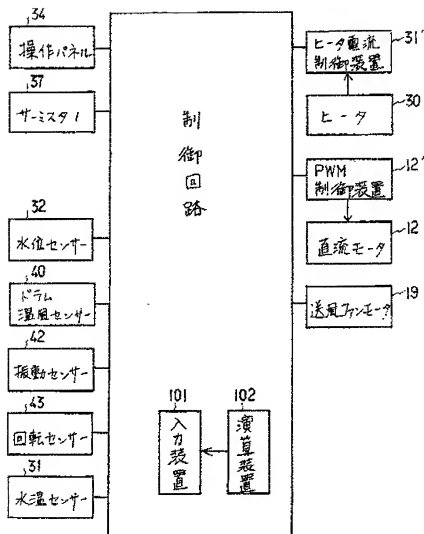 34
操作パネル
37
サーミスタ1
32
水位センサー
40
ドラム
温風センサー
42
振動センサー
43
回転センサー
31
水温センサー
制御回路
101
入力装置
102
演算装置
31'
ヒータ電流
制御装置
30
ヒータ
12'
PWM
制御装置
12
直流モータ
19
送風ファンモータ